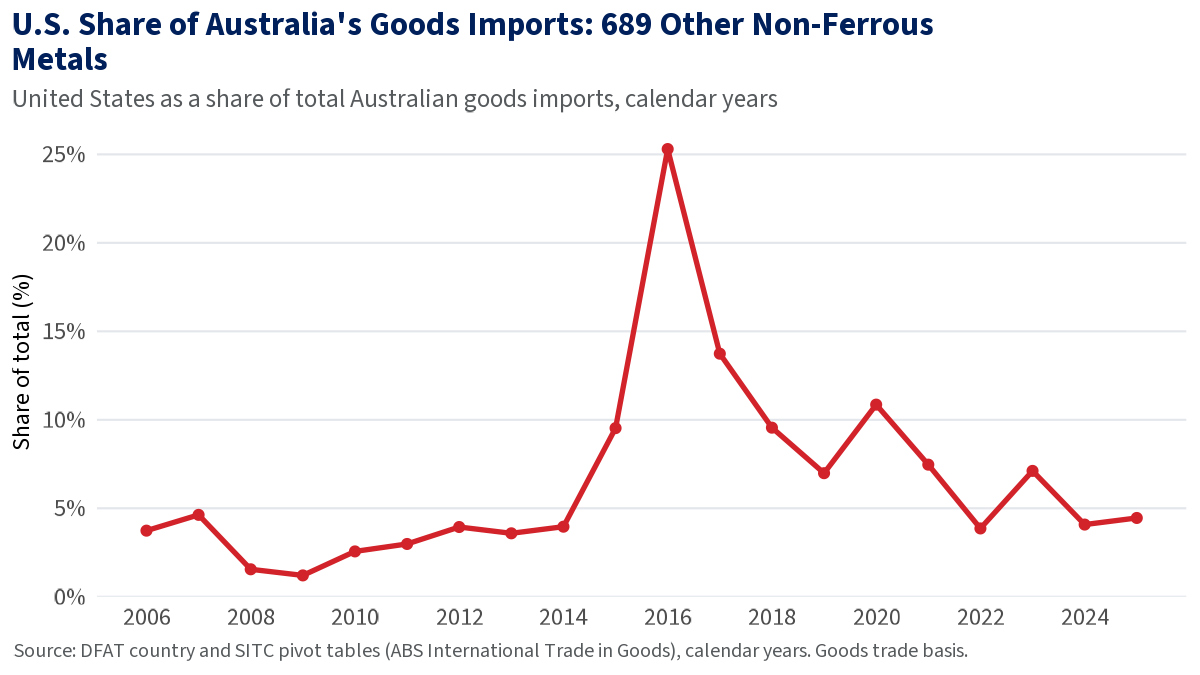 U.S. Share of Australia's Goods Imports: 689 Other Non-Ferrous
Metals
United States as a share of total Australian goods imports, calendar years
Share of total (%)
25%
20%
15%
10%
5%
0%
2006 2008 2010 2012 2014 2016 2018 2020 2022 2024
Source: DFAT country and SITC pivot tables (ABS International Trade in Goods), calendar years. Goods trade basis.